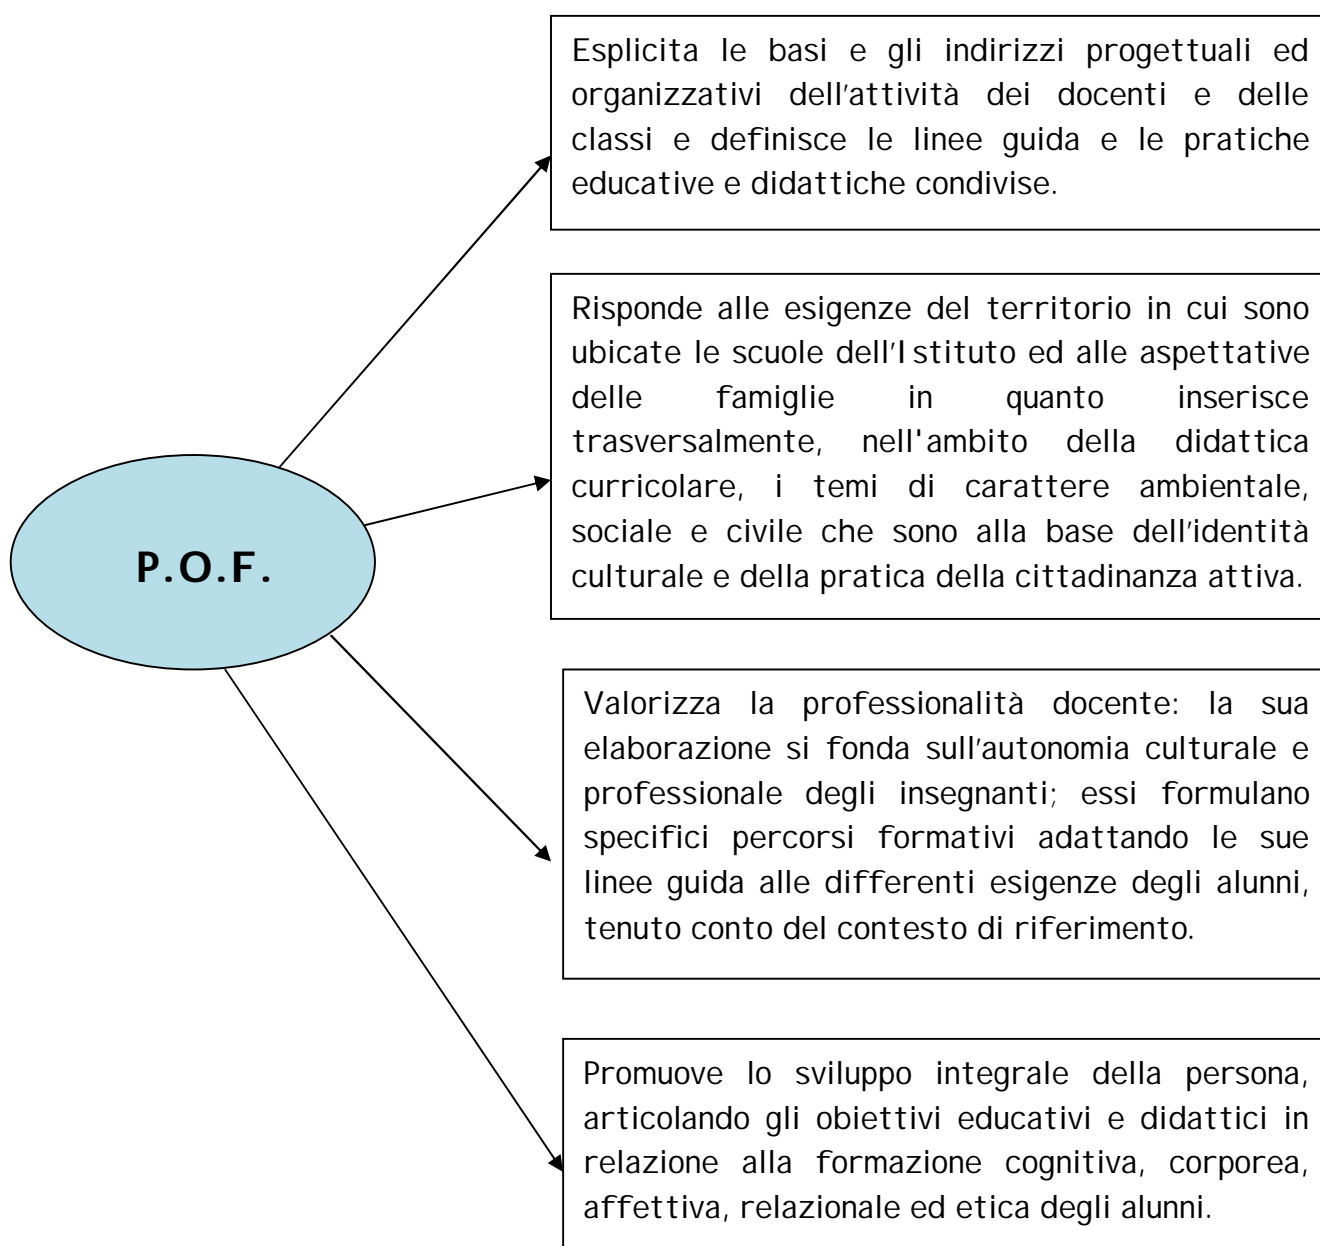 Esplicita le basi e gli indirizzi progettuali ed
organizzativi dell'attività dei docenti e delle
classi e definisce le linee guida e le pratiche
educative e didattiche condivise.
Risponde alle esigenze del territorio in cui sono
ubicate le scuole dell'Istituto ed alle aspettative
delle famiglie in quanto inserisce
trasversalmente, nell'ambito della didattica
curricolare, i temi di carattere ambientale,
sociale e civile che sono alla base dell'identità
culturale e della pratica della cittadinanza attiva.
P.O.F.
Valorizza la professionalità docente: la sua
elaborazione si fonda sull'autonomia culturale e
professionale degli insegnanti; essi formulano
specifici percorsi formativi adattando le sue
linee guida alle differenti esigenze degli alunni,
tenuto conto del contesto di riferimento.
Promuove lo sviluppo integrale della persona,
articolando gli obiettivi educativi e didattici in
relazione alla formazione cognitiva, corporea,
affettiva, relazionale ed etica degli alunni.